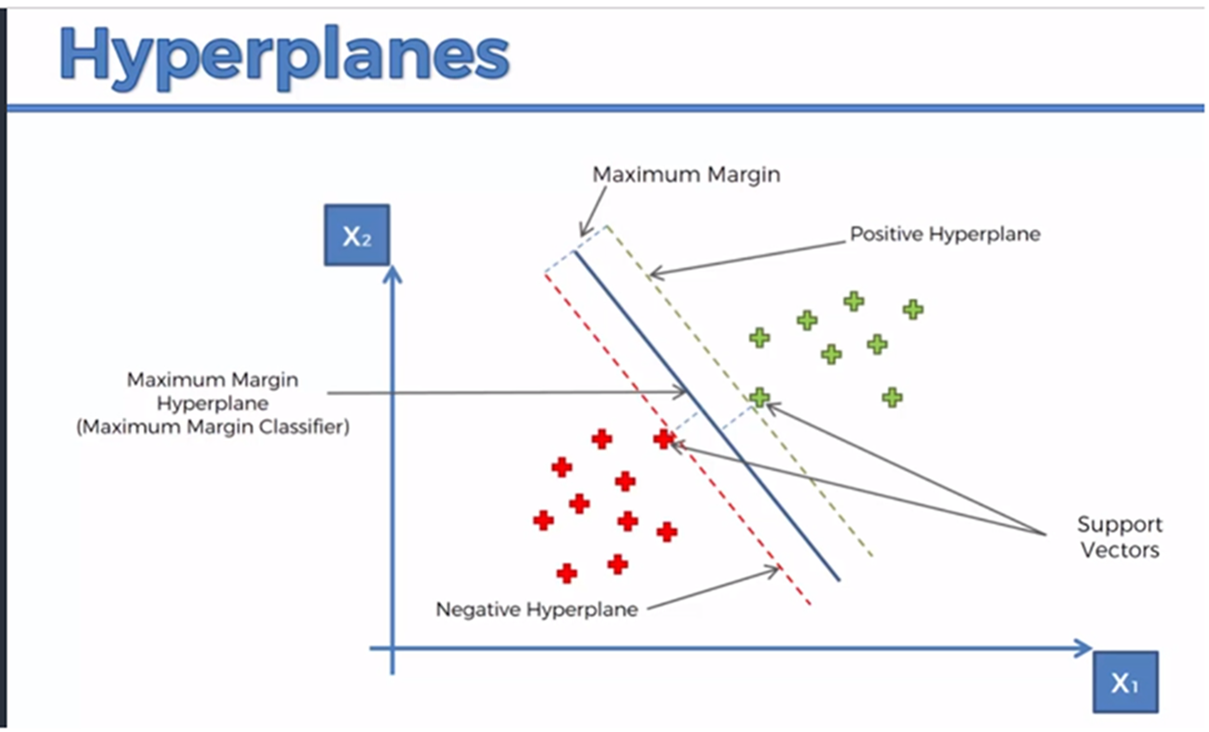 Hyperplanes
Maximum Margin
X₂
Positive Hyperplane
Maximum Margin
Hyperplane
(Maximum Margin Classifier)
Support
Vectors
Negative Hyperplane
X₁